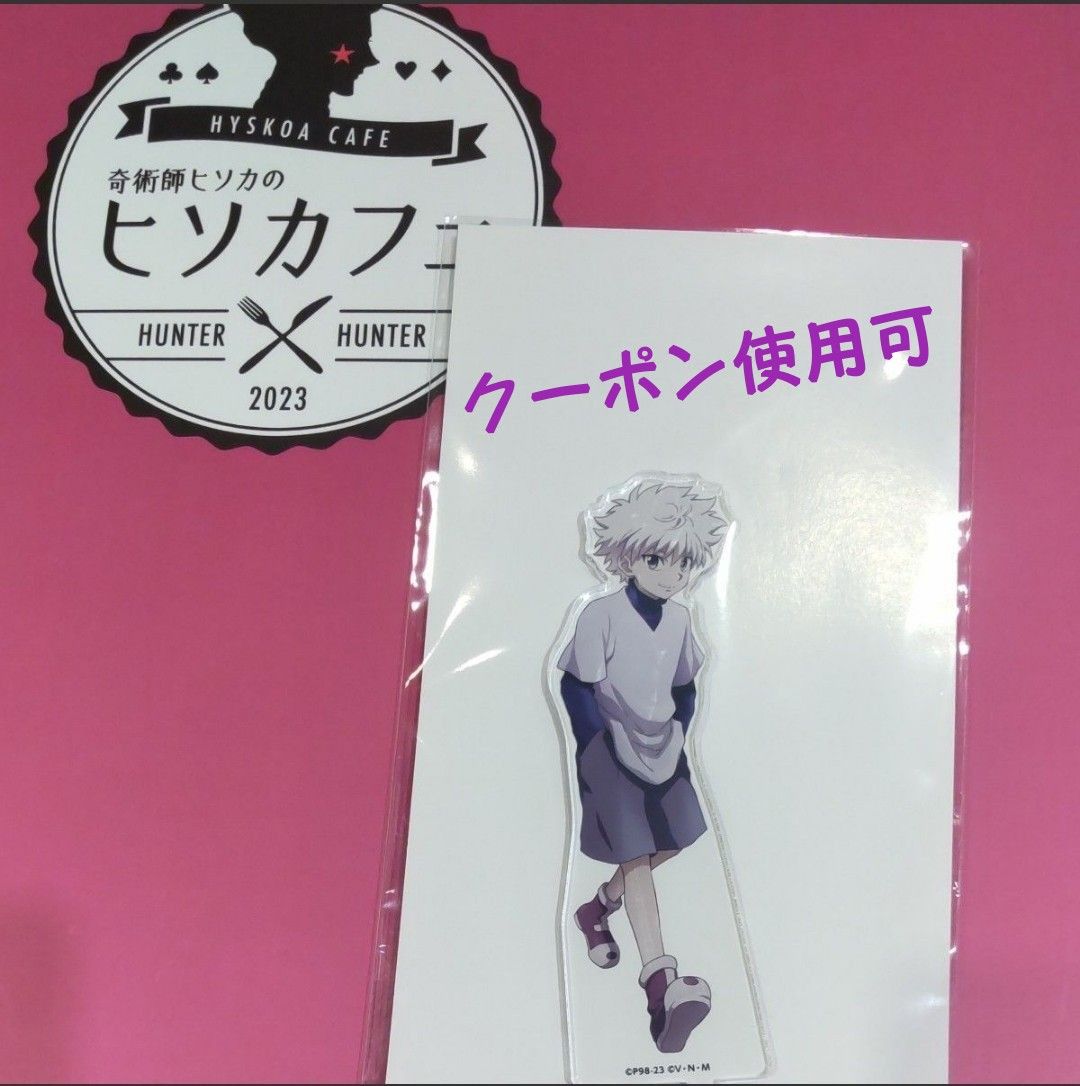 HYSKOA CAFE
奇術師ヒソカの
ヒソカフェ
HUNTER
HUNTER
2023
クーポン使用可
©P98-23 ©V・N・M